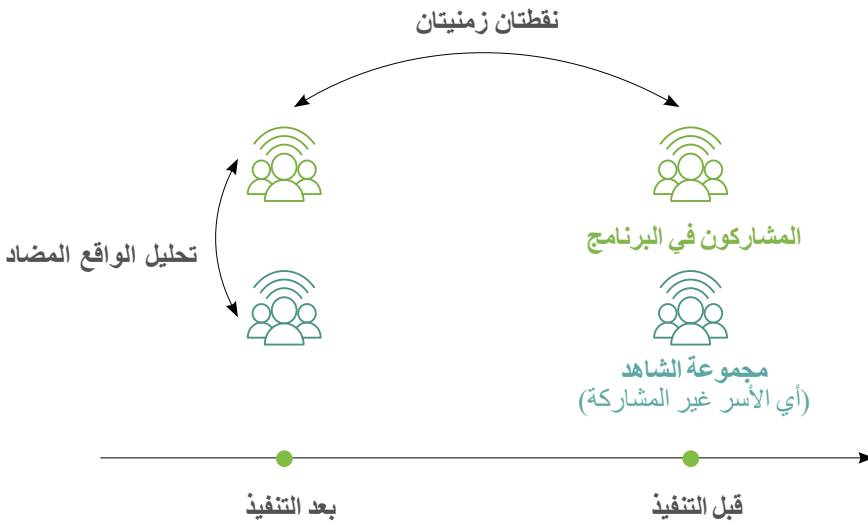 نقطتان زمنيتان
المشاركون في البرنامج
تحليل الواقع المضاد
مجموعة الشاهد
(أي الأسر غير المشاركة)
قبل التنفيذ
بعد التنفيذ